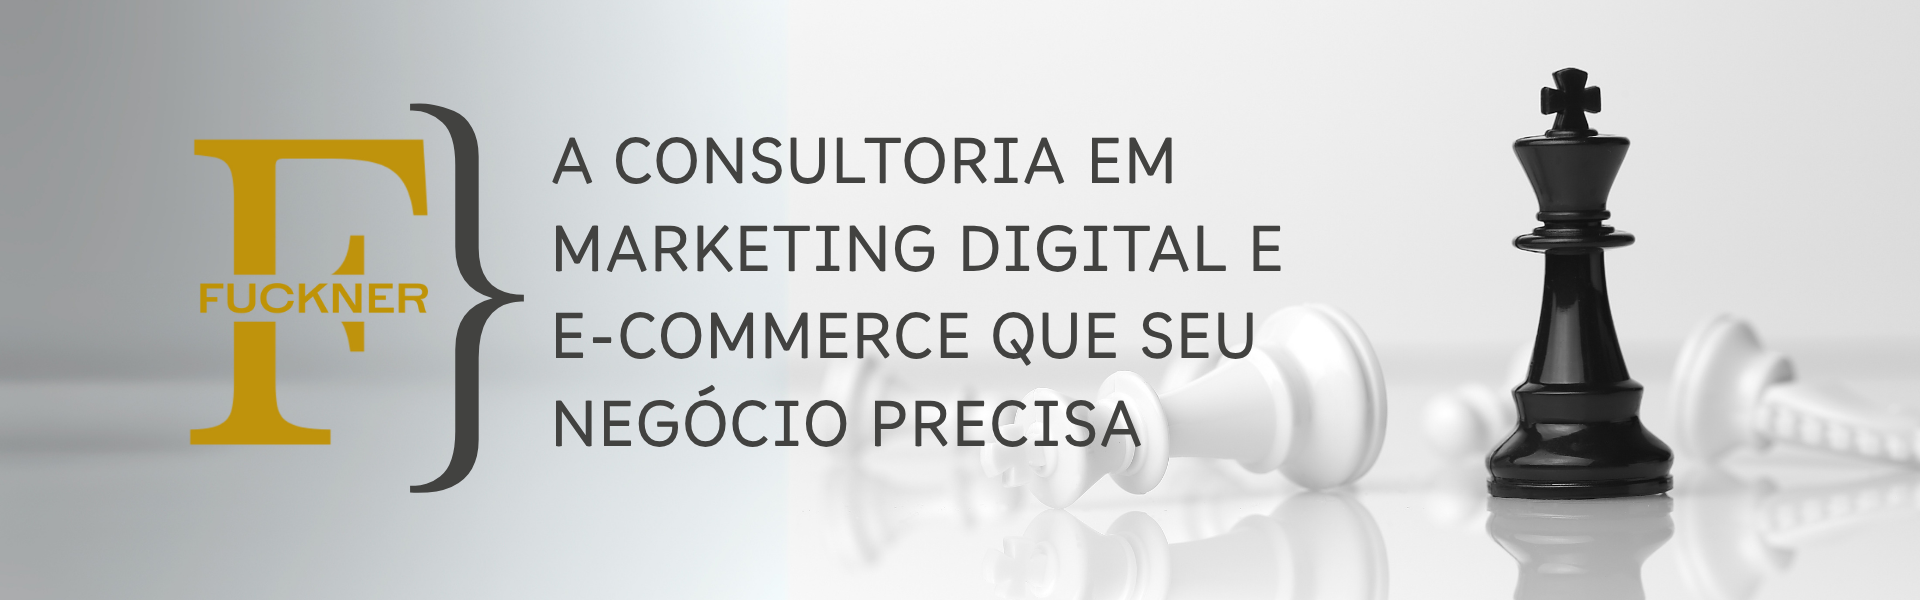 FUCKNER
A CONSULTORIA EM
MARKETING DIGITAL E
E-COMMERCE QUE SEU
NEGÓCIO PRECISA